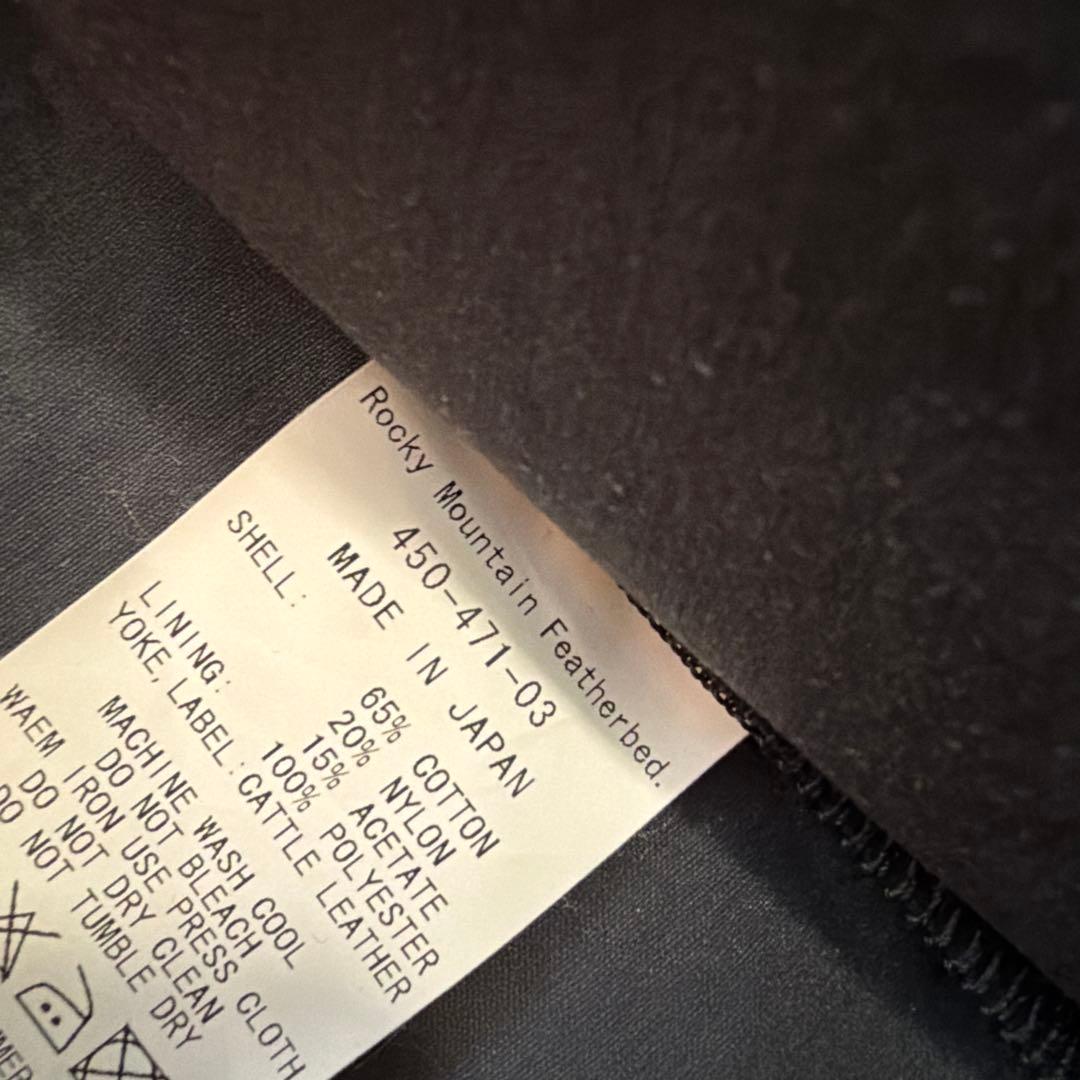 Rocky Mountain Featherbed.
450-471-03
MADE IN JAPAN
SHELL: 65% COTTON
20% NYLON
15% ACETATE
LINING: 100% POLYESTER
YOKE, LABEL:CATTLE LEATHER
MACHINE WASH COOL
DO NOT BLEACH
WAEM IRON USE PRESS CLOTH
DO NOT DRY CLEAN
DO NOT TUMBLE DRY